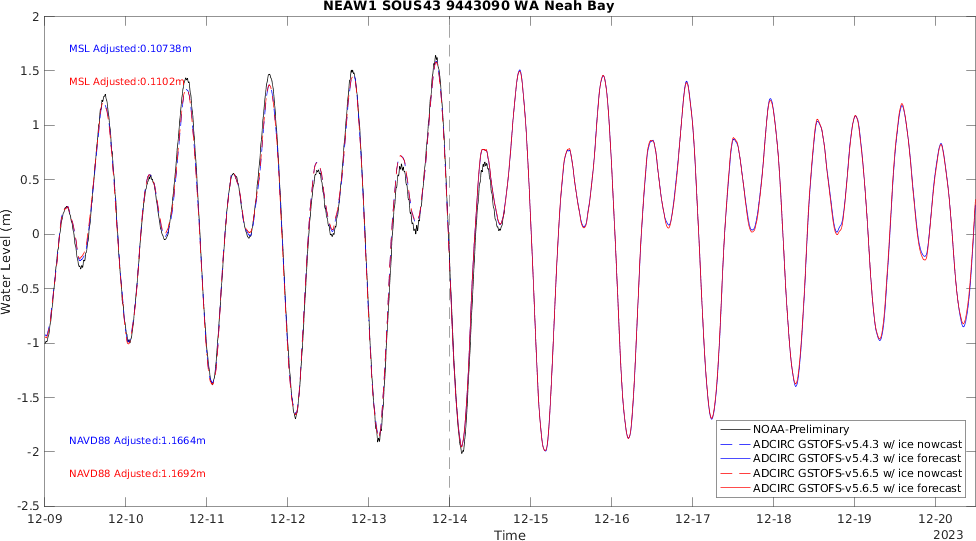 NEAW1 SOUS43 9443090 WA Neah Bay
2
1.5
1
0.5
0
-0.5
-1
-1.5
-2
-2.5
Water Level (m)
MSL Adjusted:0.10738m
MSL Adjusted:0.1102m
NAVD88 Adjusted:1.1664m
NAVD88 Adjusted:1.1692m
NOAA-Preliminary
ADCIRC GSTOFS-v5.4.3 w/ ice nowcast
ADCIRC GSTOFS-v5.4.3 w/ ice forecast
ADCIRC GSTOFS-v5.6.5 w/ ice nowcast
ADCIRC GSTOFS-v5.6.5 w/ ice forecast
12-09 12-10 12-11 12-12 12-13 12-14 12-15 12-16 12-17 12-18 12-19 12-20
Time
2023